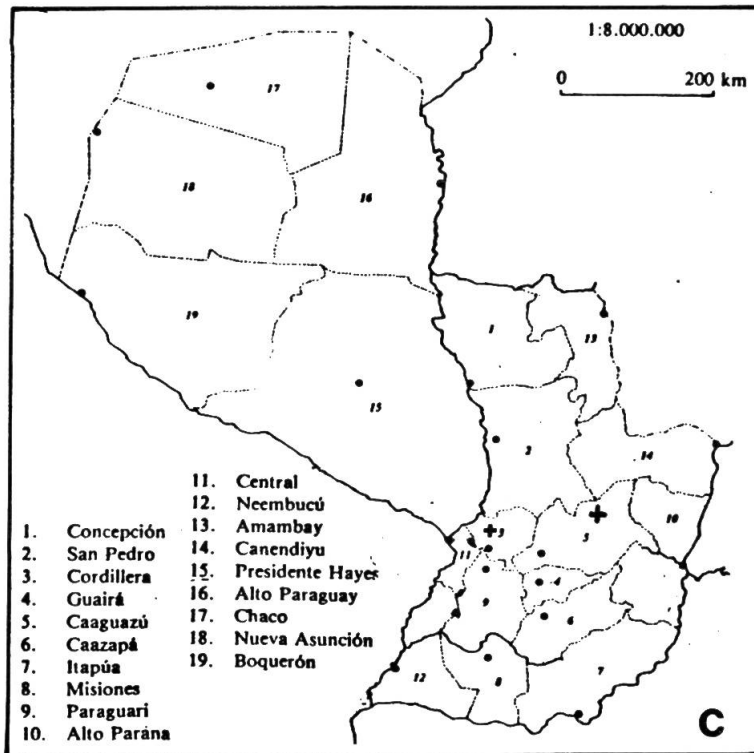 1:8.000.000
0 200 km
17
18
16
19
1
13
15
2
14
3
5
10
11
4
9
6
12
8
7
1. Concepción
2 San Pedro
3. Cordillera
4. Guairá
5. Caaguazú
6. Caazapá
7. Itapúa
8. Misiones
9. Paraguari
10. Alto Parána
11. Central
12. Neembucú
13. Amambay
14. Canendiyu
15. Presidente Hayes
16. Alto Paraguay
17. Chaco
18. Nueva Asunción
19. Boquerón
C